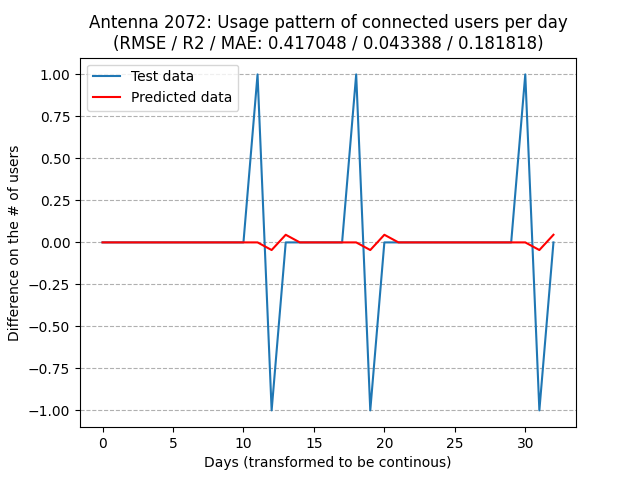 Antenna 2072: Usage pattern of connected users per day
(RMSE / R2 / MAE: 0.417048 / 0.043388 / 0.181818)
Test data
Predicted data
1.00
0.75
0.50
0.25
0.00
−0.25
−0.50
−0.75
−1.00
Difference on the # of users
0 5 10 15 20 25 30
Days (transformed to be continous)